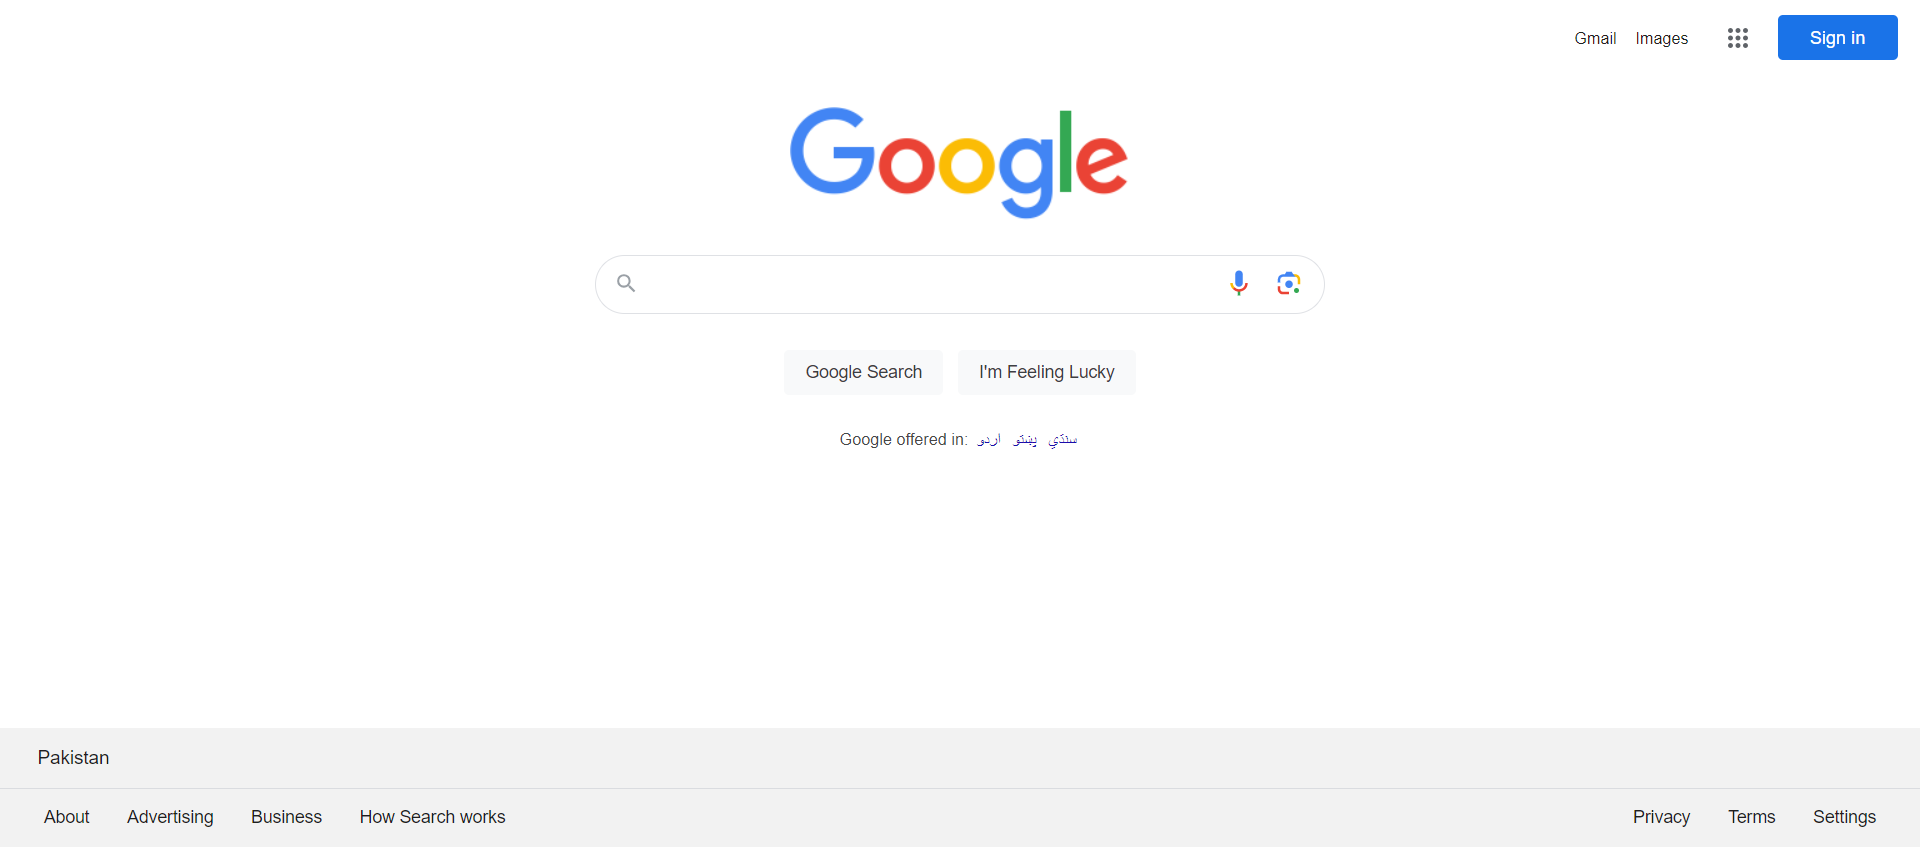 Gmail Images Sign in
Google
Google Search I'm Feeling Lucky
Google offered in: اردو پښتو سنڌي
Pakistan
About Advertising Business How Search works Privacy Terms Settings